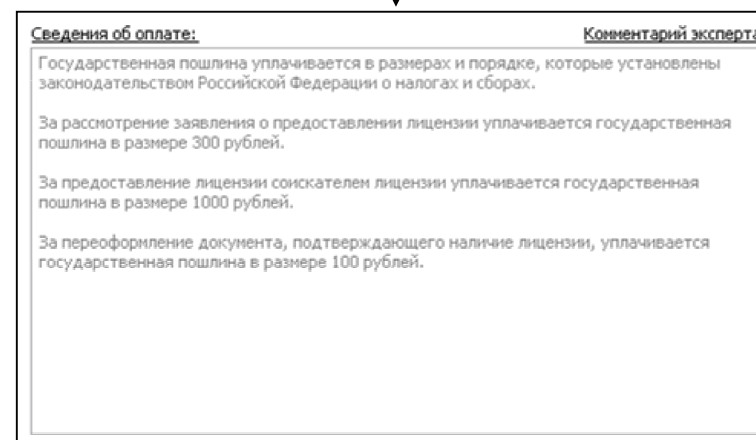 Сведения об оплате:
Комментарий эксперта
Государственная пошлина уплачивается в размерах и порядке, которые установлены
законодательством Российской Федерации о налогах и сборах.
За рассмотрение заявления о предоставлении лицензии уплачивается государственная
пошлина в размере 300 рублей.
За предоставление лицензии соискателем лицензии уплачивается государственная
пошлина в размере 1000 рублей.
За переоформление документа, подтверждающего наличие лицензии, уплачивается
государственная пошлина в размере 100 рублей.